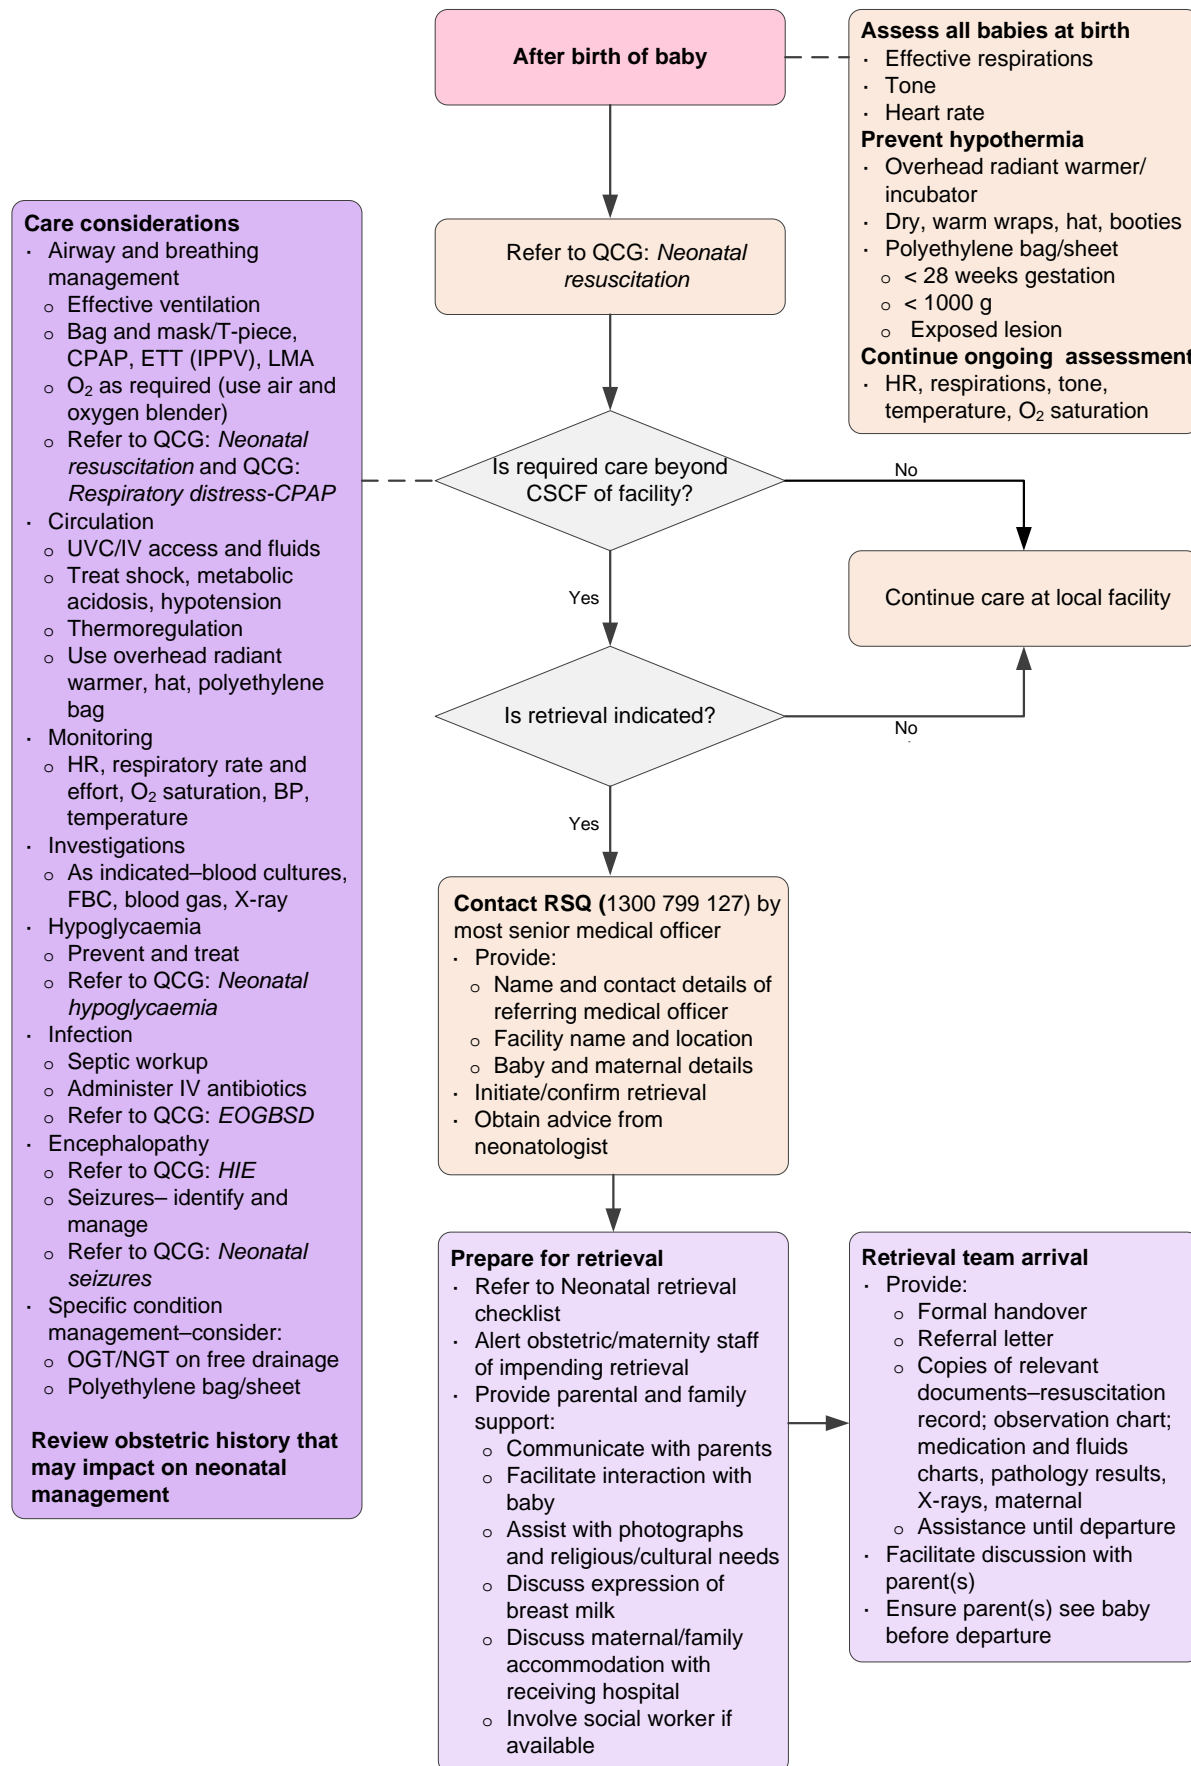 After birth of baby
Assess all babies at birth
· Effective respirations
· Tone
· Heart rate
Prevent hypothermia
· Overhead radiant warmer/
incubator
· Dry, warm wraps, hat, booties
· Polyethylene bag/sheet
o < 28 weeks gestation
o < 1000 g
o Exposed lesion
Continue ongoing assessment
· HR, respirations, tone,
temperature, O₂ saturation
Refer to QCG: Neonatal
resuscitation
Care considerations
· Airway and breathing
management
o Effective ventilation
o Bag and mask/T-piece,
CPAP, ETT (IPPV), LMA
o O₂ as required (use air and
oxygen blender)
o Refer to QCG: Neonatal
resuscitation and QCG:
Respiratory distress-CPAP
· Circulation
o UVC/IV access and fluids
o Treat shock, metabolic
acidosis, hypotension
o Thermoregulation
o Use overhead radiant
warmer, hat, polyethylene
bag
· Monitoring
o HR, respiratory rate and
effort, O₂ saturation, BP,
temperature
· Investigations
o As indicated–blood cultures,
FBC, blood gas, X-ray
· Hypoglycaemia
o Prevent and treat
o Refer to QCG: Neonatal
hypoglycaemia
· Infection
o Septic workup
o Administer IV antibiotics
o Refer to QCG: EOGBSD
· Encephalopathy
o Refer to QCG: HIE
o Seizures– identify and
manage
o Refer to QCG: Neonatal
seizures
· Specific condition
management–consider:
o OGT/NGT on free drainage
o Polyethylene bag/sheet
Review obstetric history that
may impact on neonatal
management
Is required care beyond
CSCF of facility?
No
Yes
Continue care at local facility
Is retrieval indicated?
No
Yes
Contact RSQ (1300 799 127) by
most senior medical officer
· Provide:
o Name and contact details of
referring medical officer
o Facility name and location
o Baby and maternal details
· Initiate/confirm retrieval
· Obtain advice from
neonatologist
Prepare for retrieval
· Refer to Neonatal retrieval
checklist
· Alert obstetric/maternity staff
of impending retrieval
· Provide parental and family
support:
o Communicate with parents
o Facilitate interaction with
baby
o Assist with photographs
and religious/cultural needs
o Discuss expression of
breast milk
o Discuss maternal/family
accommodation with
receiving hospital
o Involve social worker if
available
Retrieval team arrival
· Provide:
o Formal handover
o Referral letter
o Copies of relevant
documents–resuscitation
record; observation chart;
medication and fluids
charts, pathology results,
X-rays, maternal
o Assistance until departure
· Facilitate discussion with
parent(s)
· Ensure parent(s) see baby
before departure